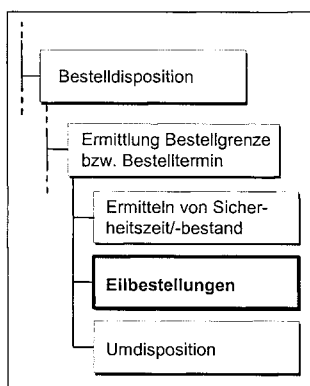 Bestelldisposition
Ermittlung Bestellgrenze
bzw. Bestelltermin
Ermitteln von Sicher-
heitszeit/-bestand
Eilbestellungen
Umdisposition